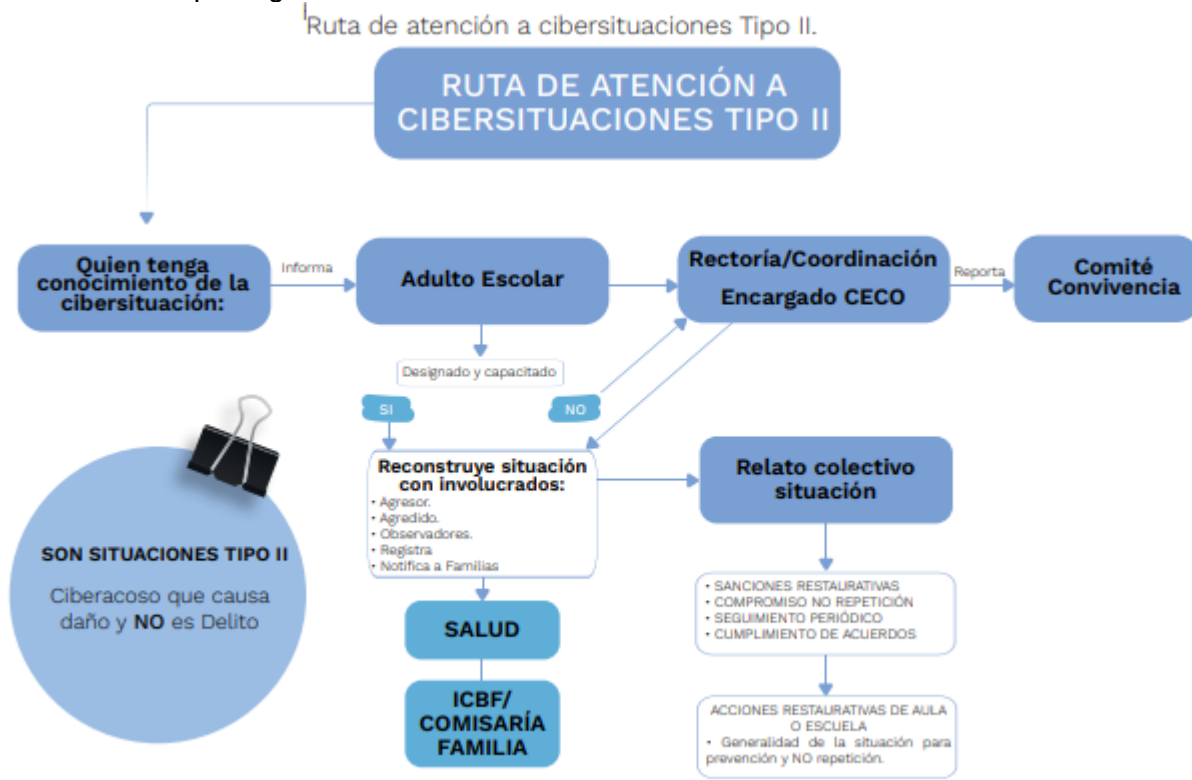 Ruta de atención a cibersituaciones Tipo II.
RUTA DE ATENCIÓN A
CIBERSITUACIONES TIPO II
Quien tenga
conocimiento de la
cibersituación:
Informa
Adulto Escolar
Rectoría/Coordinación
Encargado CECO
Reporta
Comité
Convivencia
Designado y capacitado
SI
NO
Reconstruye situación
con involucrados:
• Agresor.
• Agredido.
• Observadores.
• Registra
• Notifica a Familias
Relato colectivo
situación
SON SITUACIONES TIPO II
Ciberacoso que causa
daño y NO es Delito
• SANCIONES RESTAURATIVAS
• COMPROMISO NO REPETICIÓN
• SEGUIMIENTO PERIÓDICO
• CUMPLIMIENTO DE ACUERDOS
SALUD
ICBF/
COMISARÍA
FAMILIA
ACCIONES RESTAURATIVAS DE AULA
O ESCUELA
• Generalidad de la situación para
prevención y NO repetición.